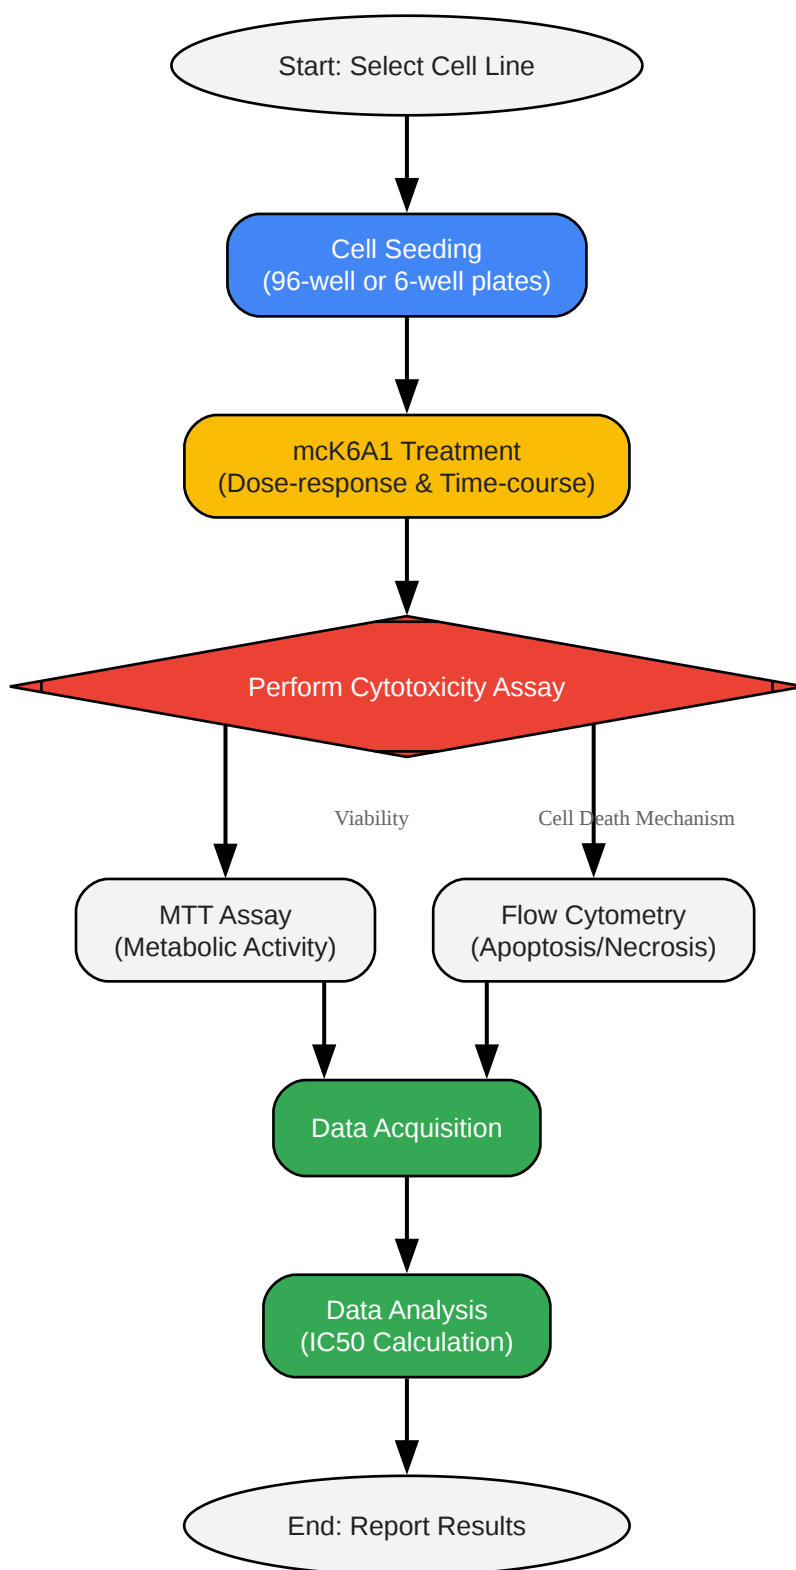 Start: Select Cell Line
Cell Seeding
(96-well or 6-well plates)
mcK6A1 Treatment
(Dose-response & Time-course)
Perform Cytotoxicity Assay
Viability
Cell Death Mechanism
MTT Assay
(Metabolic Activity)
Flow Cytometry
(Apoptosis/Necrosis)
Data Acquisition
Data Analysis
(IC50 Calculation)
End: Report Results